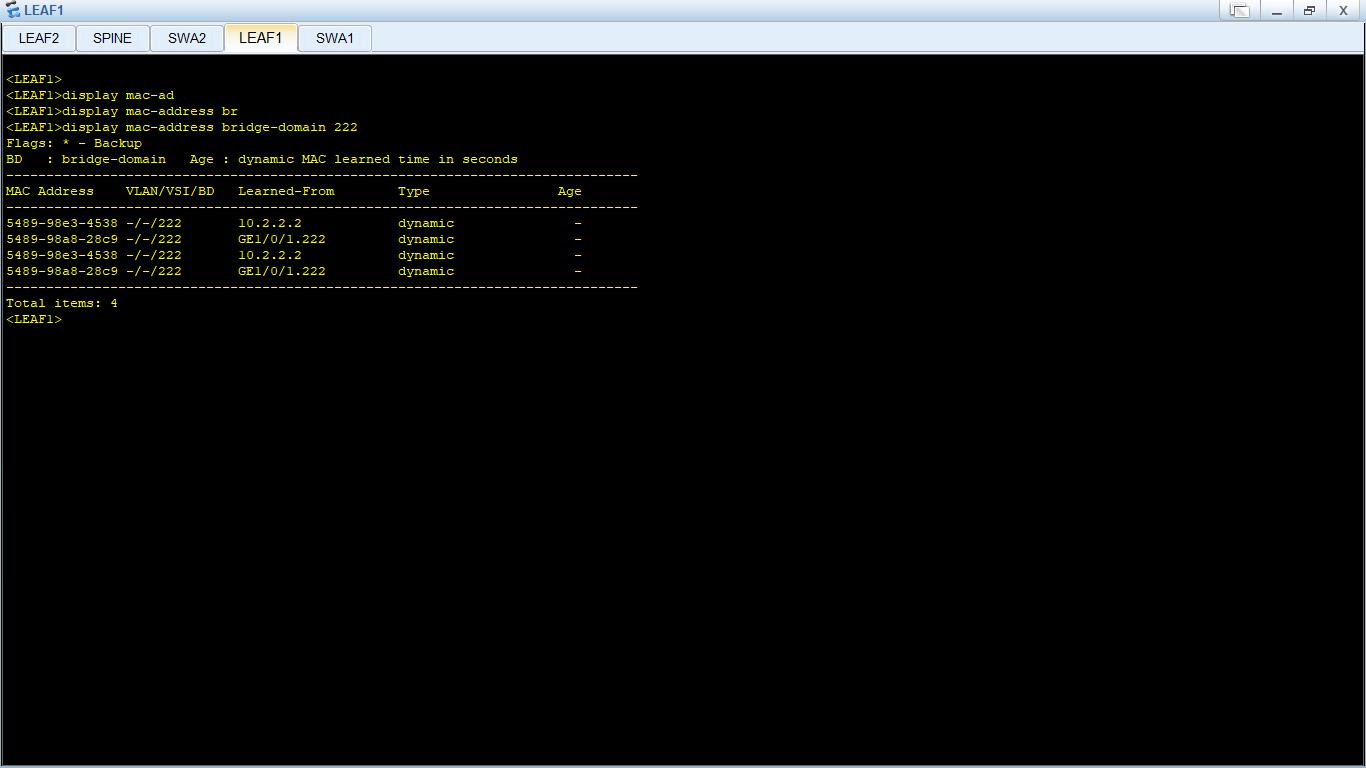 LEAF1
LEAF2 SPINE SWA2 LEAF1 SWA1
<LEAF1>
<LEAF1>display mac-ad
<LEAF1>display mac-address br
<LEAF1>display mac-address bridge-domain 222
Flags: * - Backup
BD   : bridge-domain   Age : dynamic MAC learned time in seconds
-------------------------------------------------------------------------------
MAC Address    VLAN/VSI/BD   Learned-From        Type                Age
-------------------------------------------------------------------------------
5489-98e3-4538 -/-/222       10.2.2.2            dynamic               -
5489-98a8-28c9 -/-/222       GE1/0/1.222         dynamic               -
5489-98e3-4538 -/-/222       10.2.2.2            dynamic               -
5489-98a8-28c9 -/-/222       GE1/0/1.222         dynamic               -
-------------------------------------------------------------------------------
Total items: 4
<LEAF1>